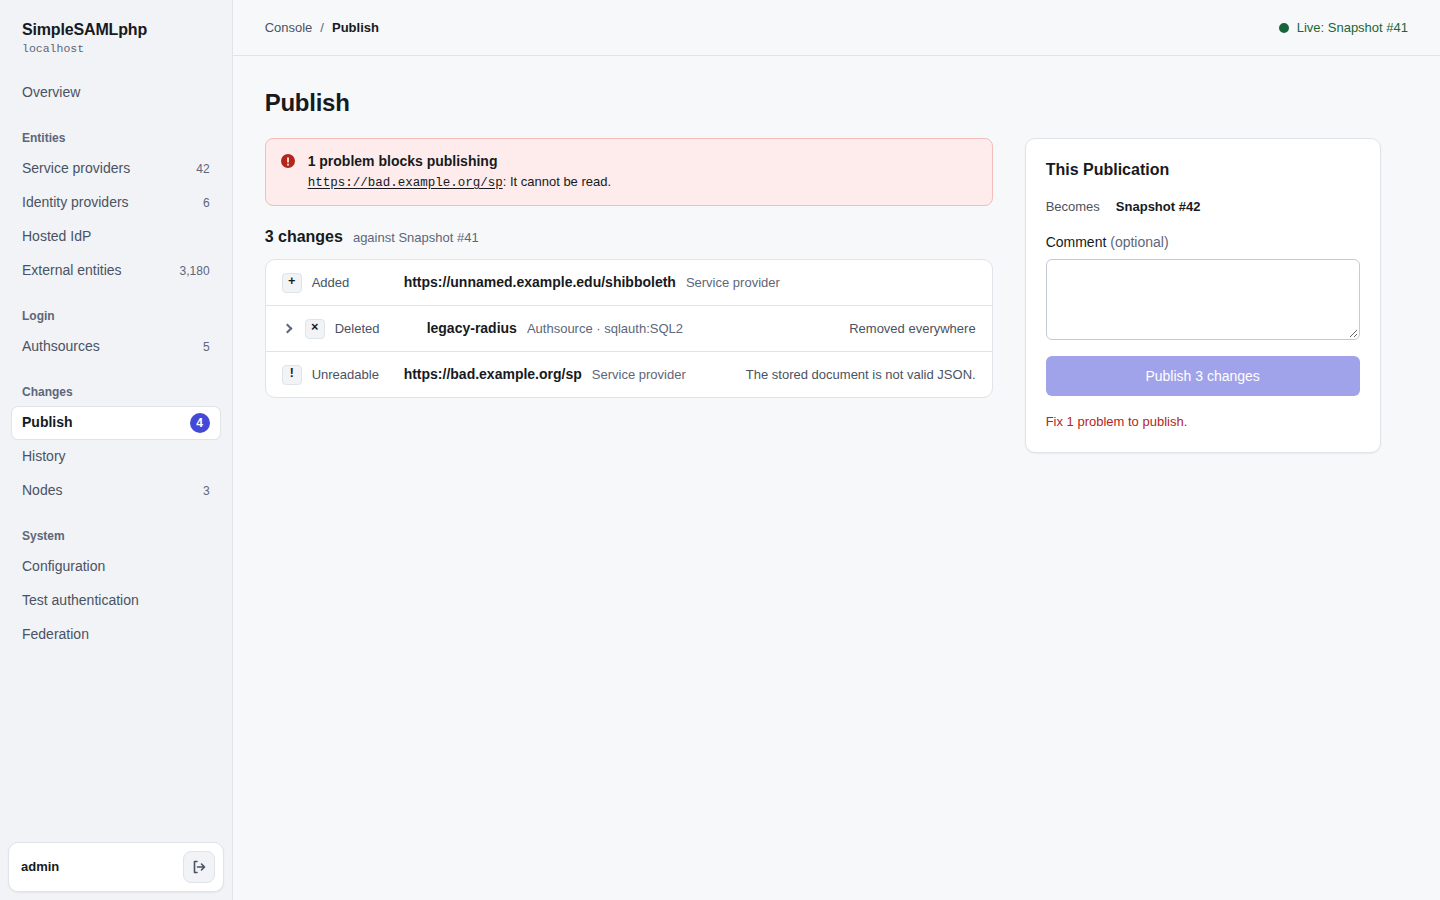 SimpleSAMLphp
localhost
Overview
Entities
Service providers 42
Identity providers 6
Hosted IdP
External entities 3,180
Login
Authsources 5
Changes
Publish 4
History
Nodes 3
System
Configuration
Test authentication
Federation
admin
Console / Publish
Live: Snapshot #41
Publish
1 problem blocks publishing
https://bad.example.org/sp: It cannot be read.
3 changes against Snapshot #41
+ Added https://unnamed.example.edu/shibboleth Service provider
× Deleted legacy-radius Authsource · sqlauth:SQL2 Removed everywhere
! Unreadable https://bad.example.org/sp Service provider The stored document is not valid JSON.
This Publication
Becomes Snapshot #42
Comment (optional)
Publish 3 changes
Fix 1 problem to publish.